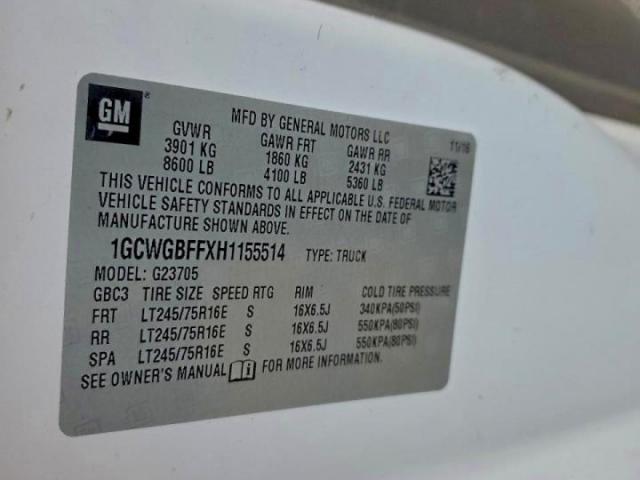 GM ®
MFD BY GENERAL MOTORS LLC
11/16
GVWR GAWR FRT GAWR RR
3901 KG 1860 KG 2431 KG
8600 LB 4100 LB 5360 LB
THIS VEHICLE CONFORMS TO ALL APPLICABLE U.S. FEDERAL MOTOR
VEHICLE SAFETY STANDARDS IN EFFECT ON THE DATE OF
MANUFACTURE SHOWN ABOVE.
1GCWGBFFXH1155514 TYPE: TRUCK
MODEL: G23705
GBC3 TIRE SIZE SPEED RTG RIM COLD TIRE PRESSURE
FRT LT245/75R16E S 16X6.5J 340KPA(50PSI)
RR LT245/75R16E S 16X6.5J 550KPA(80PSI)
SPA LT245/75R16E S 16X6.5J 550KPA(80PSI)
SEE OWNER'S MANUAL FOR MORE INFORMATION.